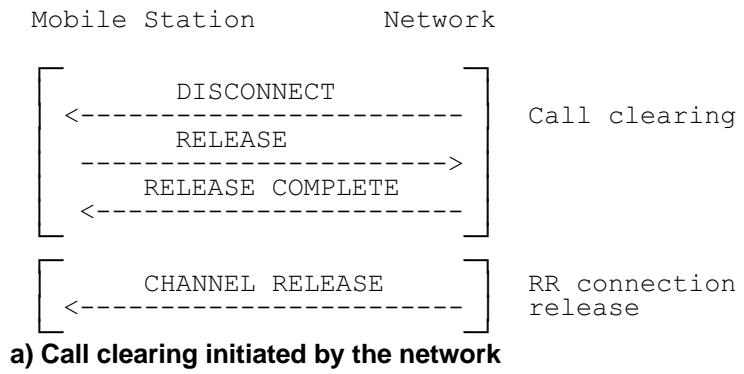 Mobile Station Network
DISCONNECT
<------------------------ Call clearing
RELEASE
----------------------->
RELEASE COMPLETE
<-----------------------
CHANNEL RELEASE RR connection
<------------------------ release
a) Call clearing initiated by the network